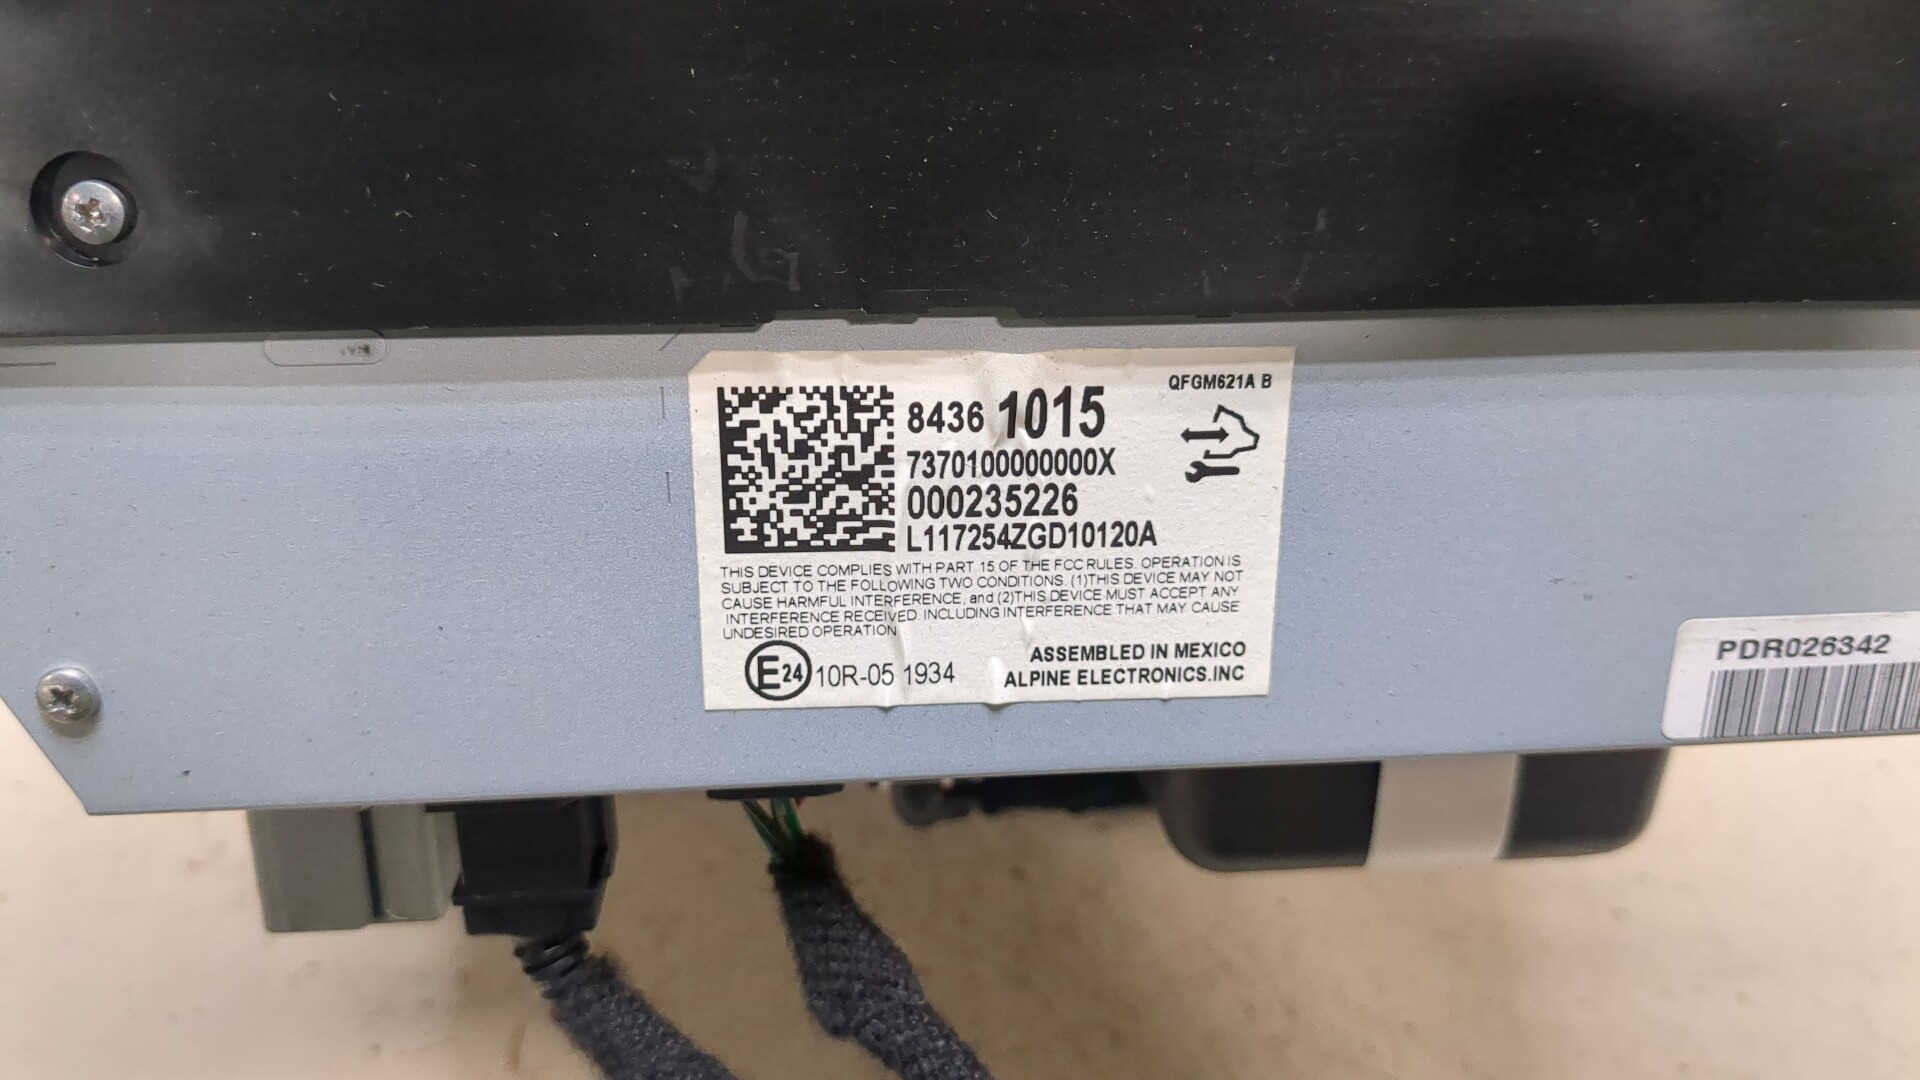 QFGM621A B
8436 1015
7370100000000X
000235226
L117254ZGD10120A
THIS DEVICE COMPLIES WITH PART 15 OF THE FCC RULES. OPERATION IS
SUBJECT TO THE FOLLOWING TWO CONDITIONS. (1)THIS DEVICE MAY NOT
CAUSE HARMFUL INTERFERENCE, and (2)THIS DEVICE MUST ACCEPT ANY
INTERFERENCE RECEIVED. INCLUDING INTERFERENCE THAT MAY CAUSE
UNDESIRED OPERATION
E24 10R-05 1934
ASSEMBLED IN MEXICO
ALPINE ELECTRONICS.INC
PDR026342